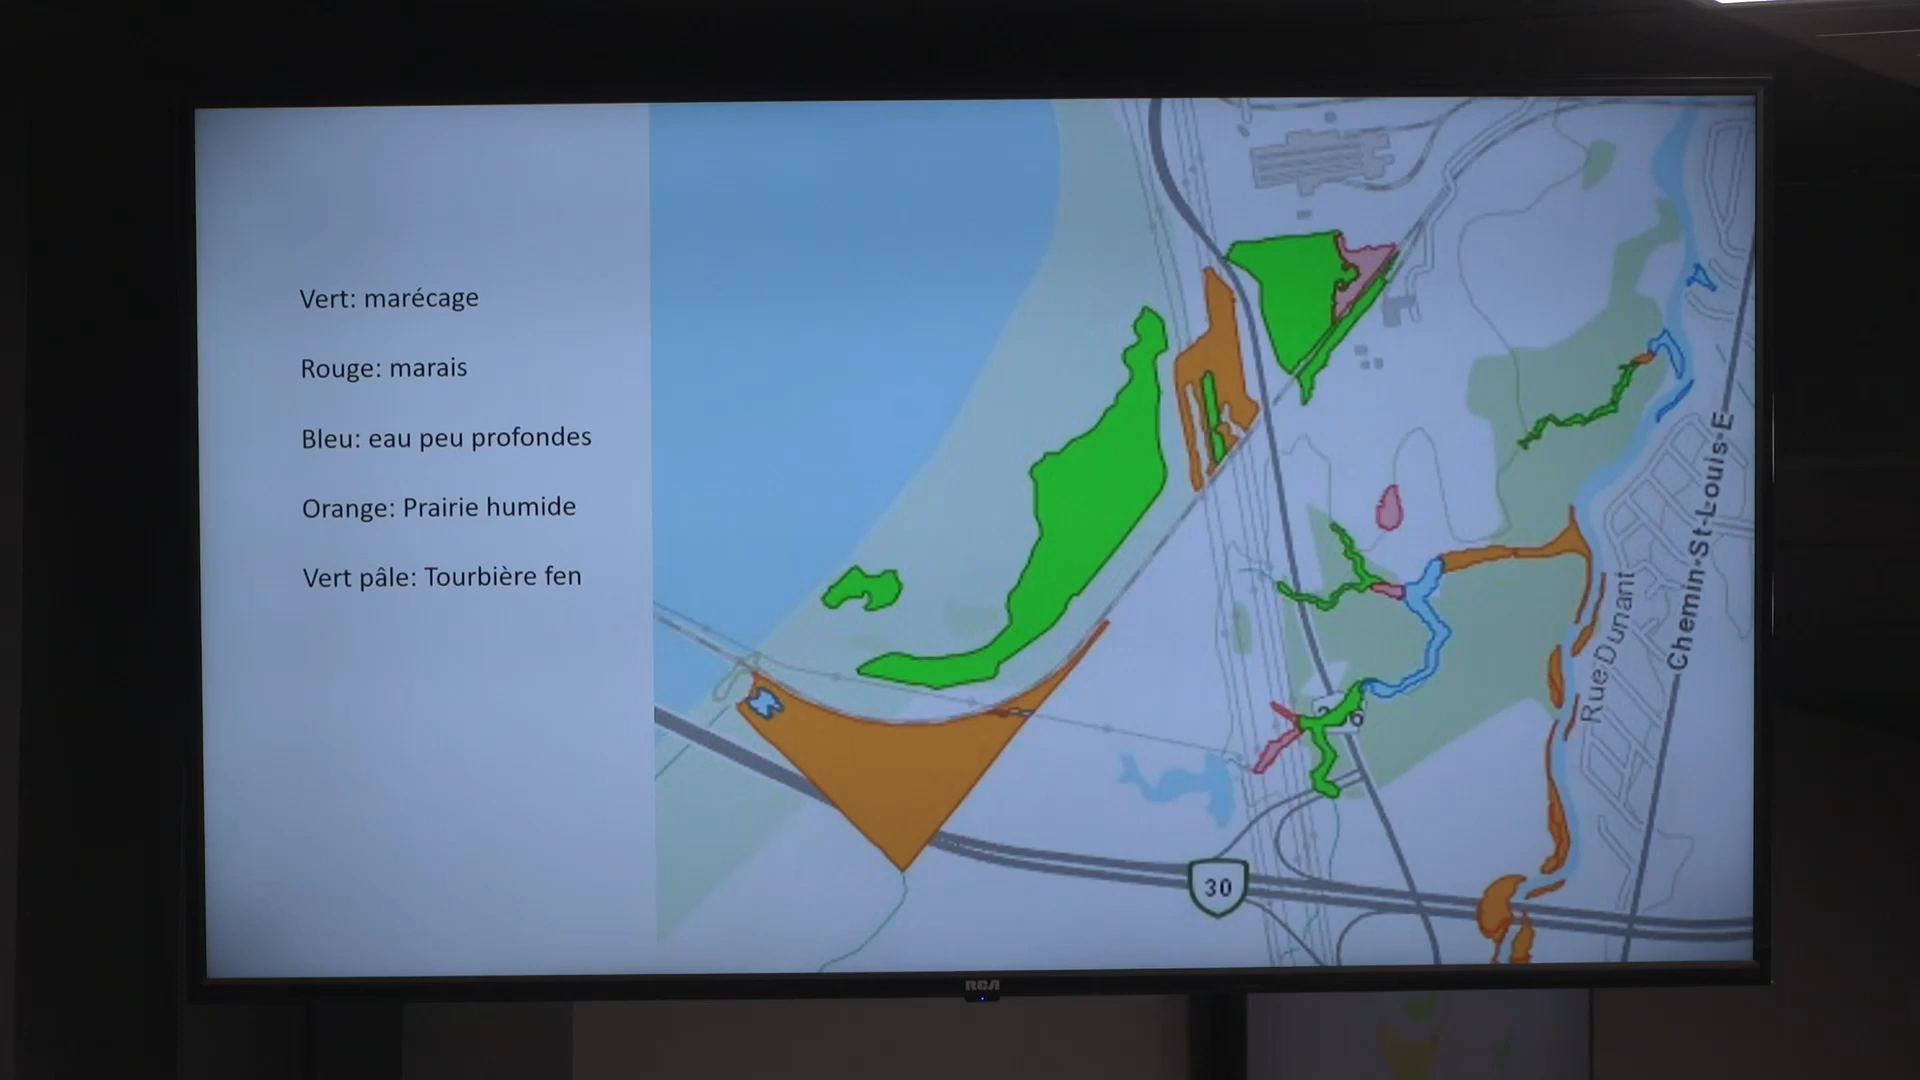 Vert: marécage
Rouge: marais
Bleu: eau peu profondes
Orange: Prairie humide
Vert pâle: Tourbière fen
Chemin-St-Louis-E
Rue Dunant
30
RCA